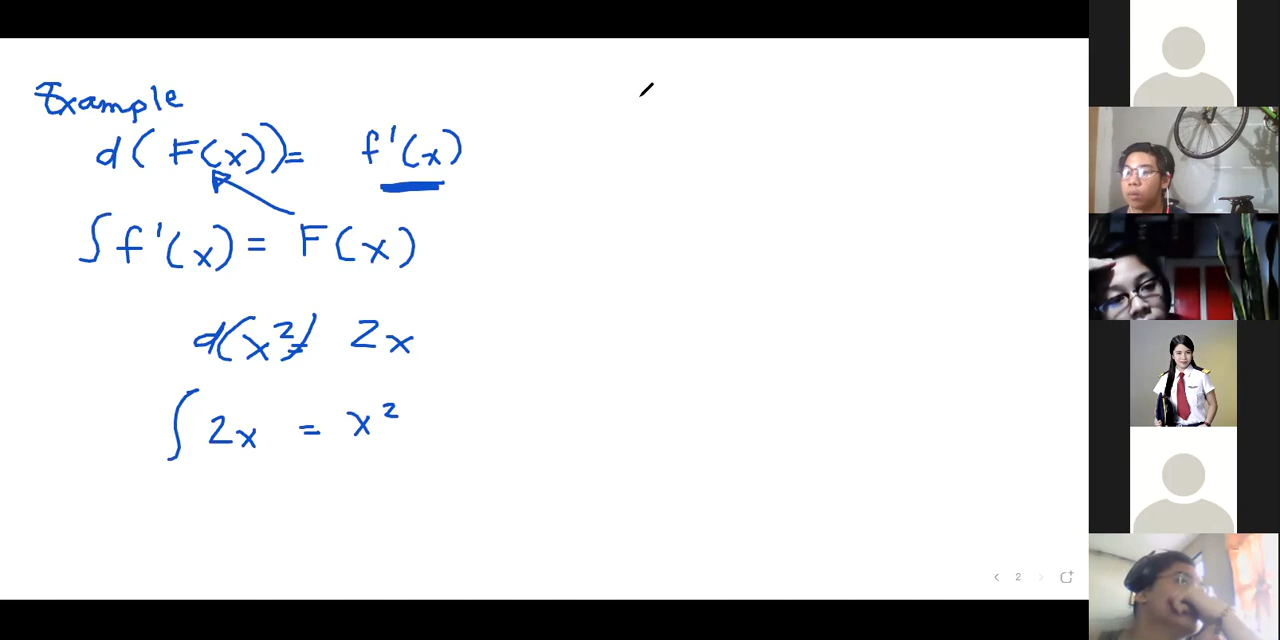 Example
d(F(x))= f'(x)
∫f'(x) = F(x)
d(x²)= 2x
∫2x = x²
2